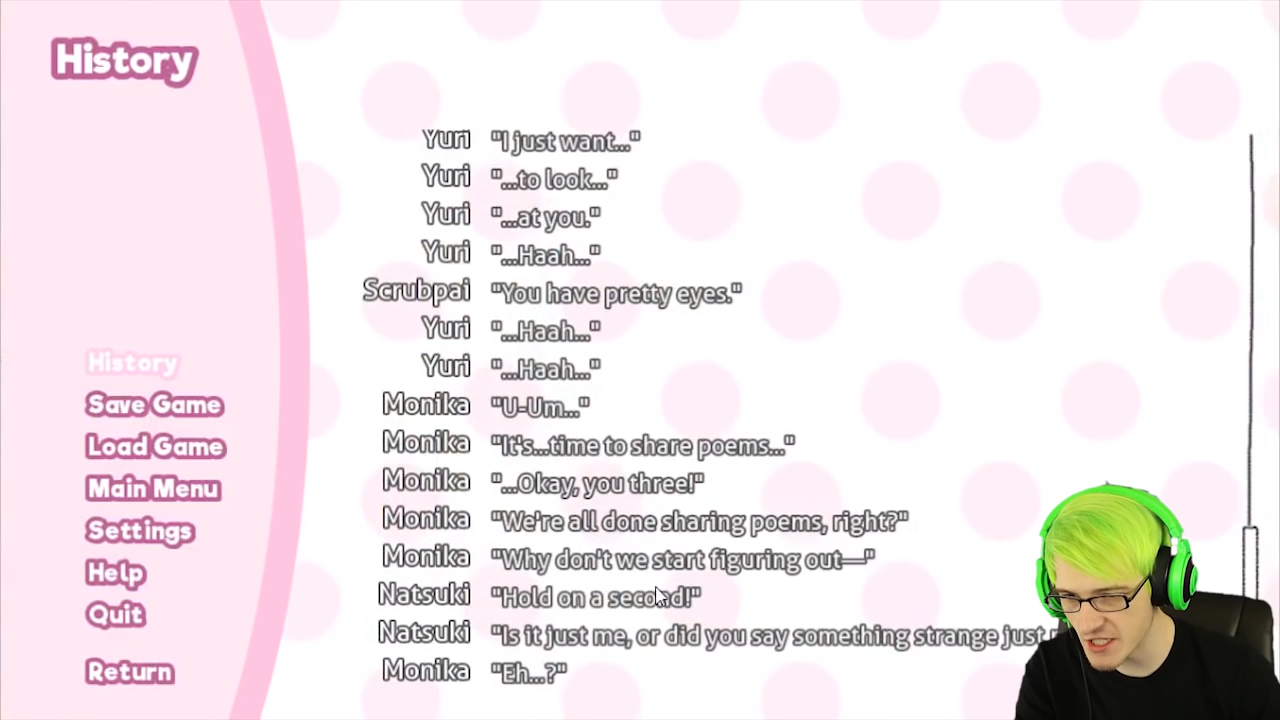 History
Yuri "I just want..."
Yuri "...to look..."
Yuri "...at you."
Yuri "...Haah..."
Scrubpai "You have pretty eyes."
Yuri "...Haah..."
Yuri "...Haah..."
Monika "U-Um..."
Monika "It's...time to share poems..."
Monika "...Okay, you three!"
Monika "We're all done sharing poems, right?"
Monika "Why don't we start figuring out—"
Natsuki "Hold on a second!"
Natsuki "Is it just me, or did you say something strange just
Monika "Eh...?"
History
Save Game
Load Game
Main Menu
Settings
Help
Quit
Return